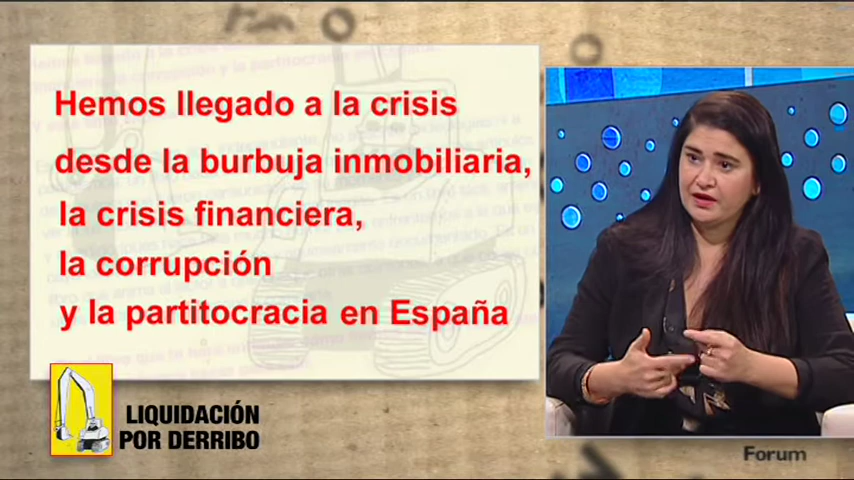 Hemos llegado a la crisis
desde la burbuja inmobiliaria,
la crisis financiera,
la corrupción
y la partitocracia en España
LIQUIDACIÓN
POR DERRIBO
Forum